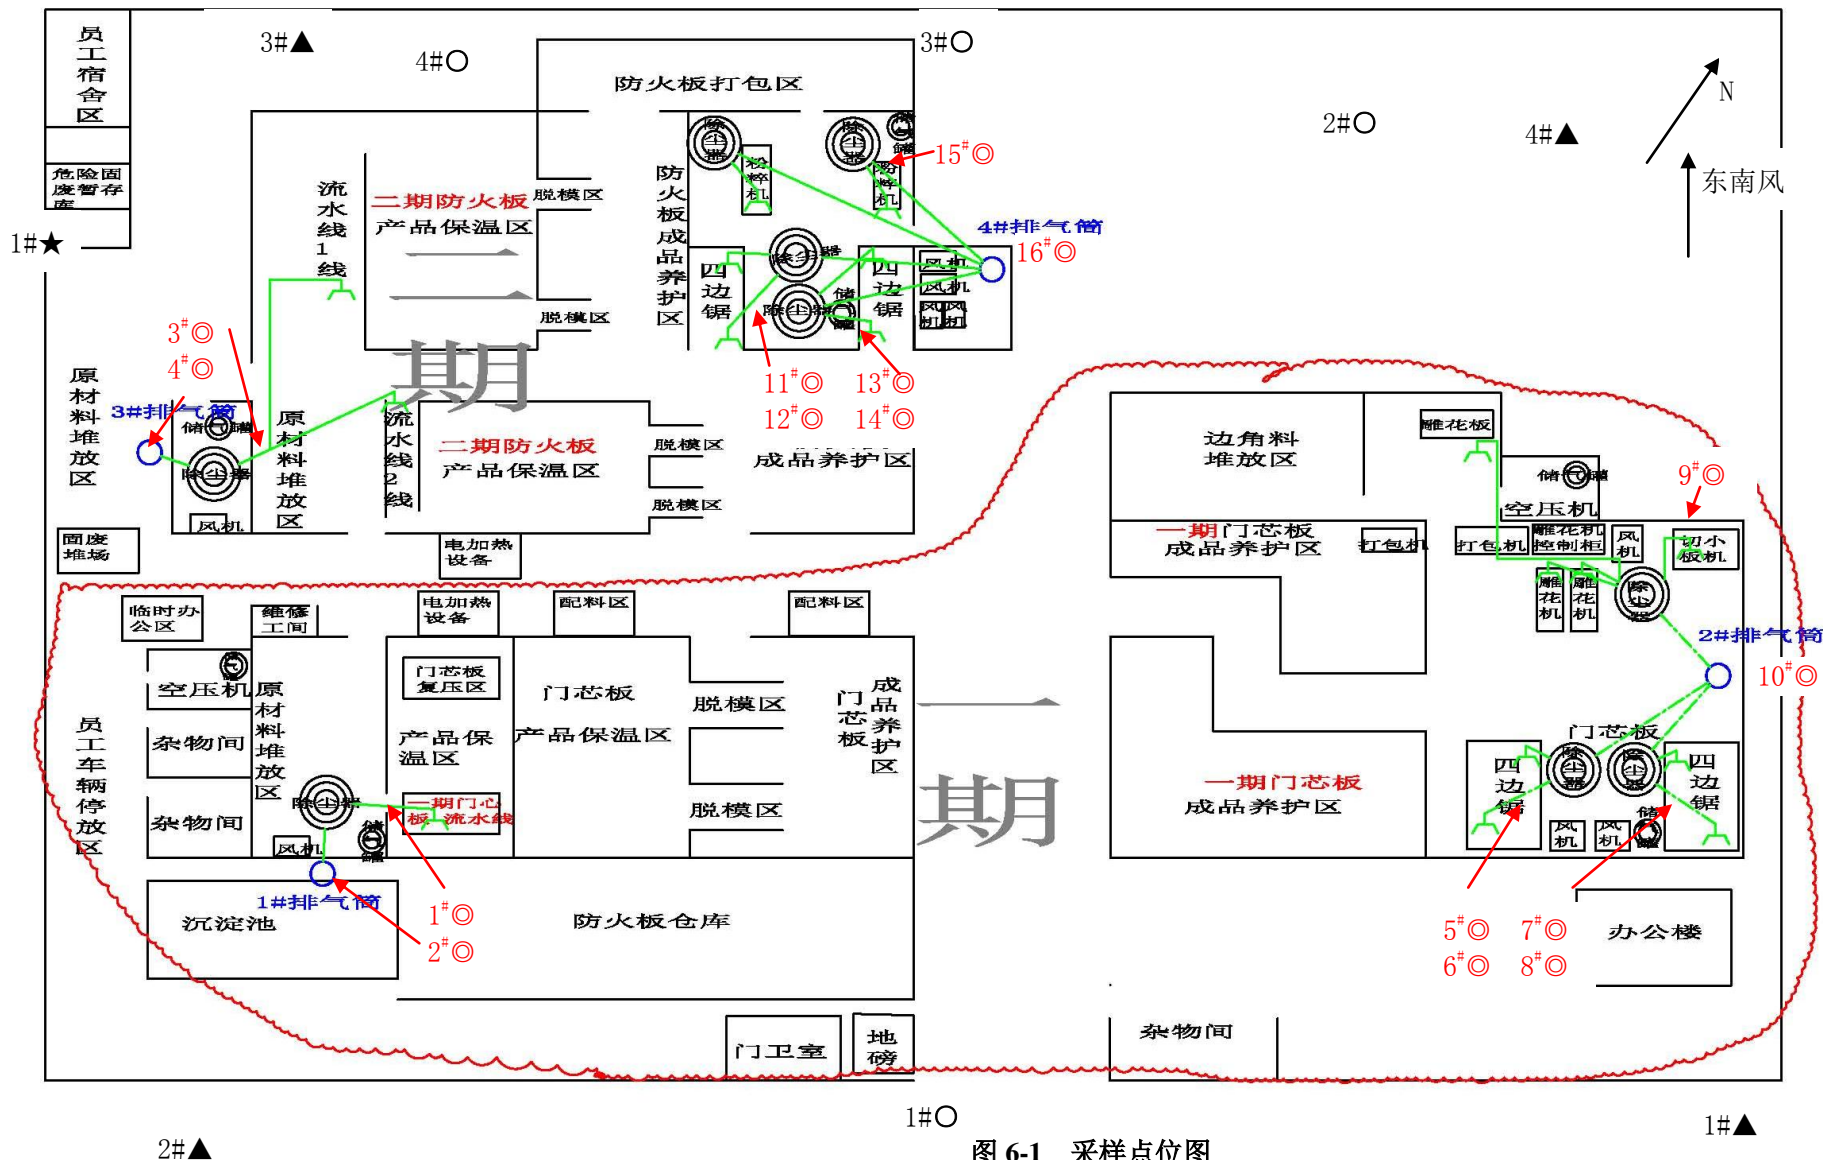 员工宿舍区
3#▲
4#○
3#○
防火板打包区
N
2#○
4#▲
东南风
危险固废暂存库
1#★
流水线1线
二期防火板
产品保温区
脱模区
脱模区
防火板成品养护区
除尘器
粉粹机
除尘器
储气罐
粉粹机
15#◎
4#排气筒
16#◎
四边锯
除尘器
除尘器
储气罐
四边锯
风机
风机
风机
风机
二期
3#◎
4#◎
11#◎
12#◎
13#◎
14#◎
原材料堆放区
3#排气筒
储气罐
除尘器
风机
原材料堆放区
流水线2线
二期防火板
产品保温区
脱模区
脱模区
成品养护区
固废堆场
电加热设备
边角料堆放区
雕花板
储气罐
空压机
9#◎
一期门芯板
成品养护区
打包机
打包机
雕花机控制柜
风机
切小板机
雕花机
雕花机
除尘器
2#排气筒
10#◎
临时办公区
维修工间
电加热设备
配料区
配料区
空压机
原材料堆放区
门芯板复压区
门芯板
产品保温区
脱模区
门芯板
成品养护区
一期
员工车辆停放区
杂物间
杂物间
产品保温区
除尘器
一期门芯板 流水线
脱模区
储气罐
风机
1#排气筒
沉淀池
1#◎
2#◎
防火板仓库
一期门芯板
成品养护区
门芯板
四边锯
除尘器
除尘器
四边锯
风机
风机
储气罐
5#◎
6#◎
7#◎
8#◎
办公楼
门卫室
地磅
杂物间
1#○
1#▲
2#▲
图 6-1 采样点位图